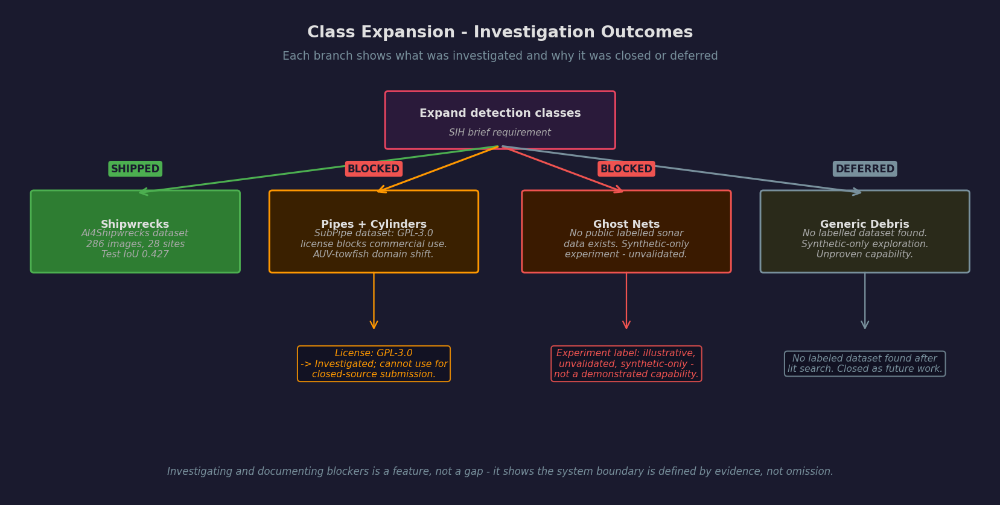 Class Expansion - Investigation Outcomes
Each branch shows what was investigated and why it was closed or deferred
Expand detection classes
SIH brief requirement
SHIPPED
BLOCKED
BLOCKED
DEFERRED
Shipwrecks
AI4Shipwrecks dataset
286 images, 28 sites
Test IoU 0.427
Pipes + Cylinders
SubPipe dataset: GPL-3.0
license blocks commercial use.
AUV-towfish domain shift.
Ghost Nets
No public labelled sonar
data exists. Synthetic-only
experiment - unvalidated.
Generic Debris
No labelled dataset found.
Synthetic-only exploration.
Unproven capability.
License: GPL-3.0
-> Investigated; cannot use for
closed-source submission.
Experiment label: illustrative,
unvalidated, synthetic-only -
not a demonstrated capability.
No labeled dataset found after
lit search. Closed as future work.
Investigating and documenting blockers is a feature, not a gap - it shows the system boundary is defined by evidence, not omission.